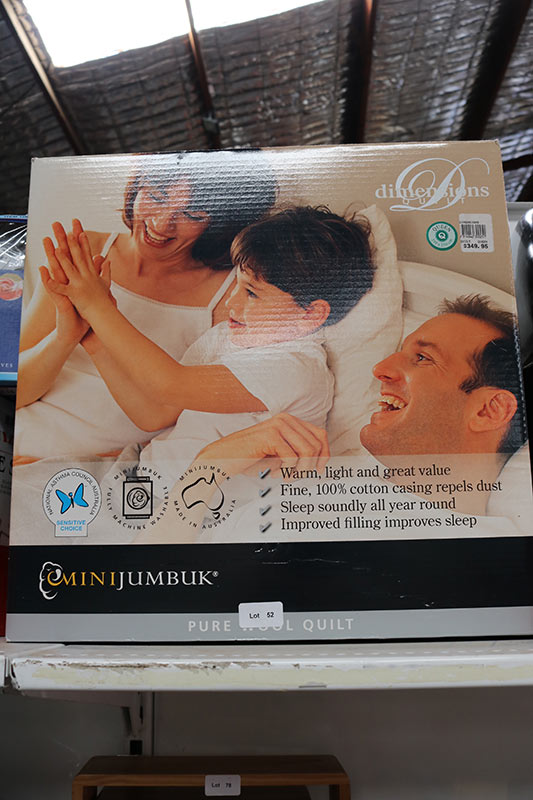 dimensions
QUILT
QUEEN
$349.95
NATIONAL ASTHMA COUNCIL AUSTRALIA
SENSITIVE
CHOICE
MINIJUMBUK
FULLY MACHINE WASHABLE
MINIJUMBUK
MADE IN AUSTRALIA
Warm, light and great value
Fine, 100% cotton casing repels dust
Sleep soundly all year round
Improved filling improves sleep
MINIJUMBUK®
Lot 52
PURE WOOL QUILT
Lot 78
VES